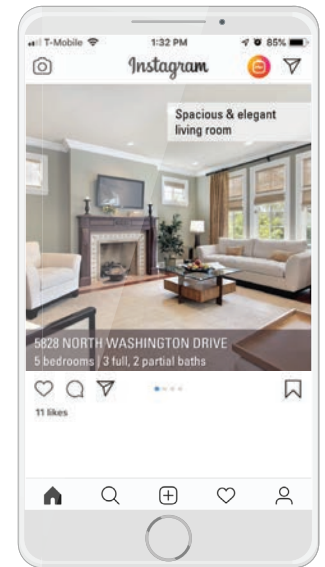 T-Mobile 1:32 PM 85%
Instagram
Spacious & elegant
living room
5828 NORTH WASHINGTON DRIVE
5 bedrooms | 3 full, 2 partial baths
11 likes